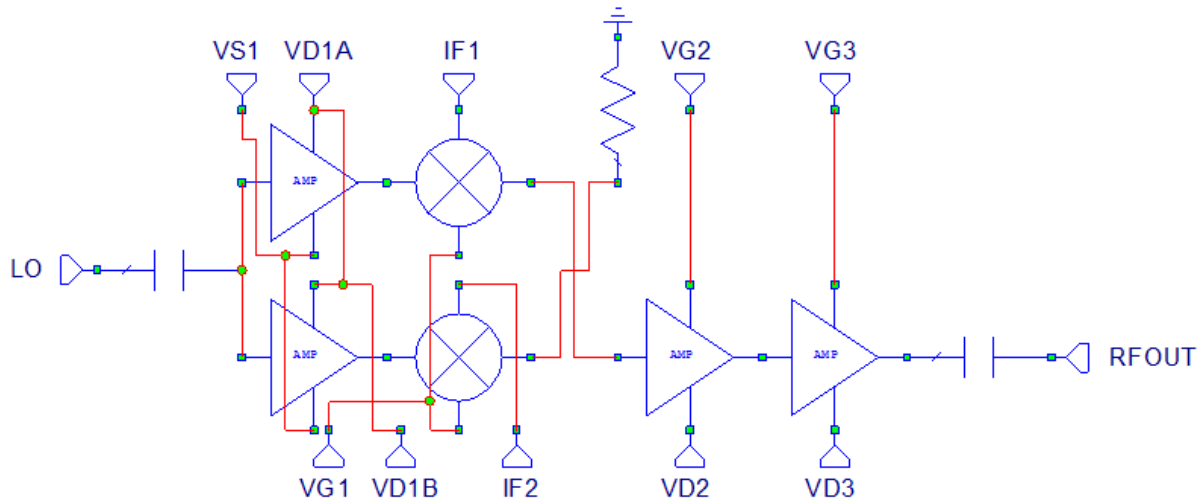 VS1 VD1A IF1 VG2 VG3
AMP
LO
AMP AMP AMP RFOUT
VG1 VD1B IF2 VD2 VD3